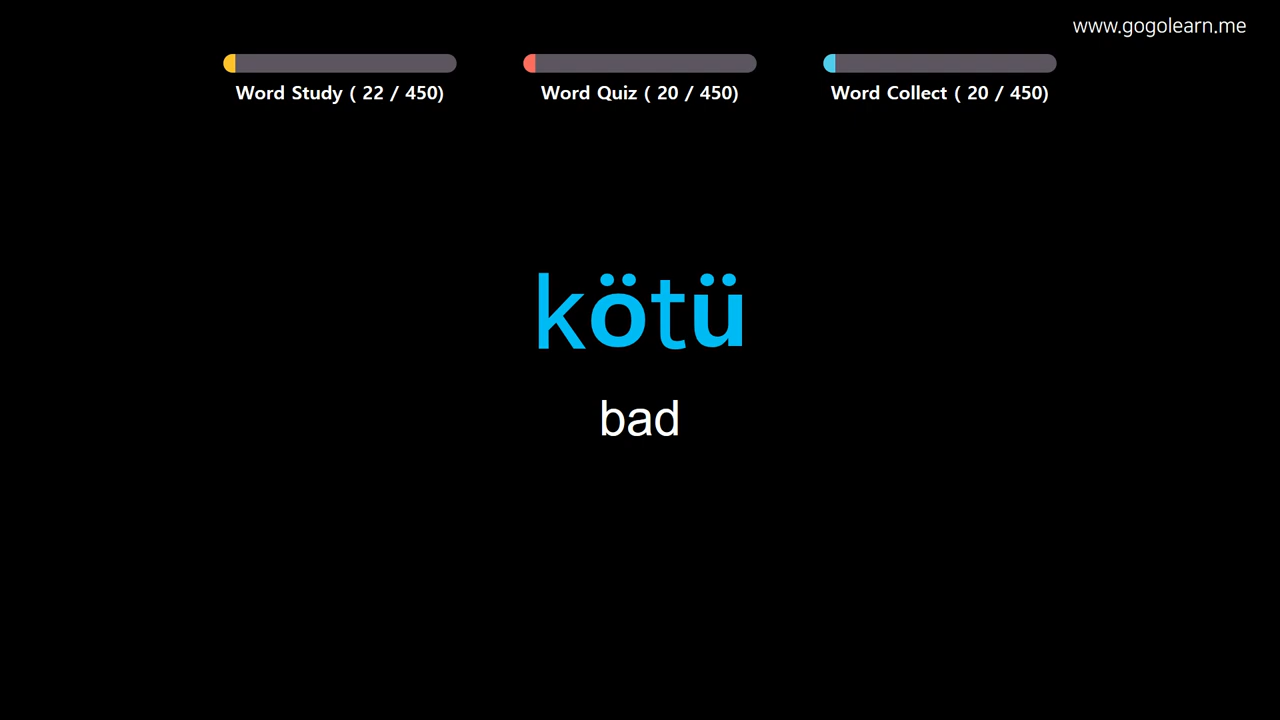 www.gogolearn.me
Word Study ( 22 / 450)
Word Quiz ( 20 / 450)
Word Collect ( 20 / 450)
kötü
bad